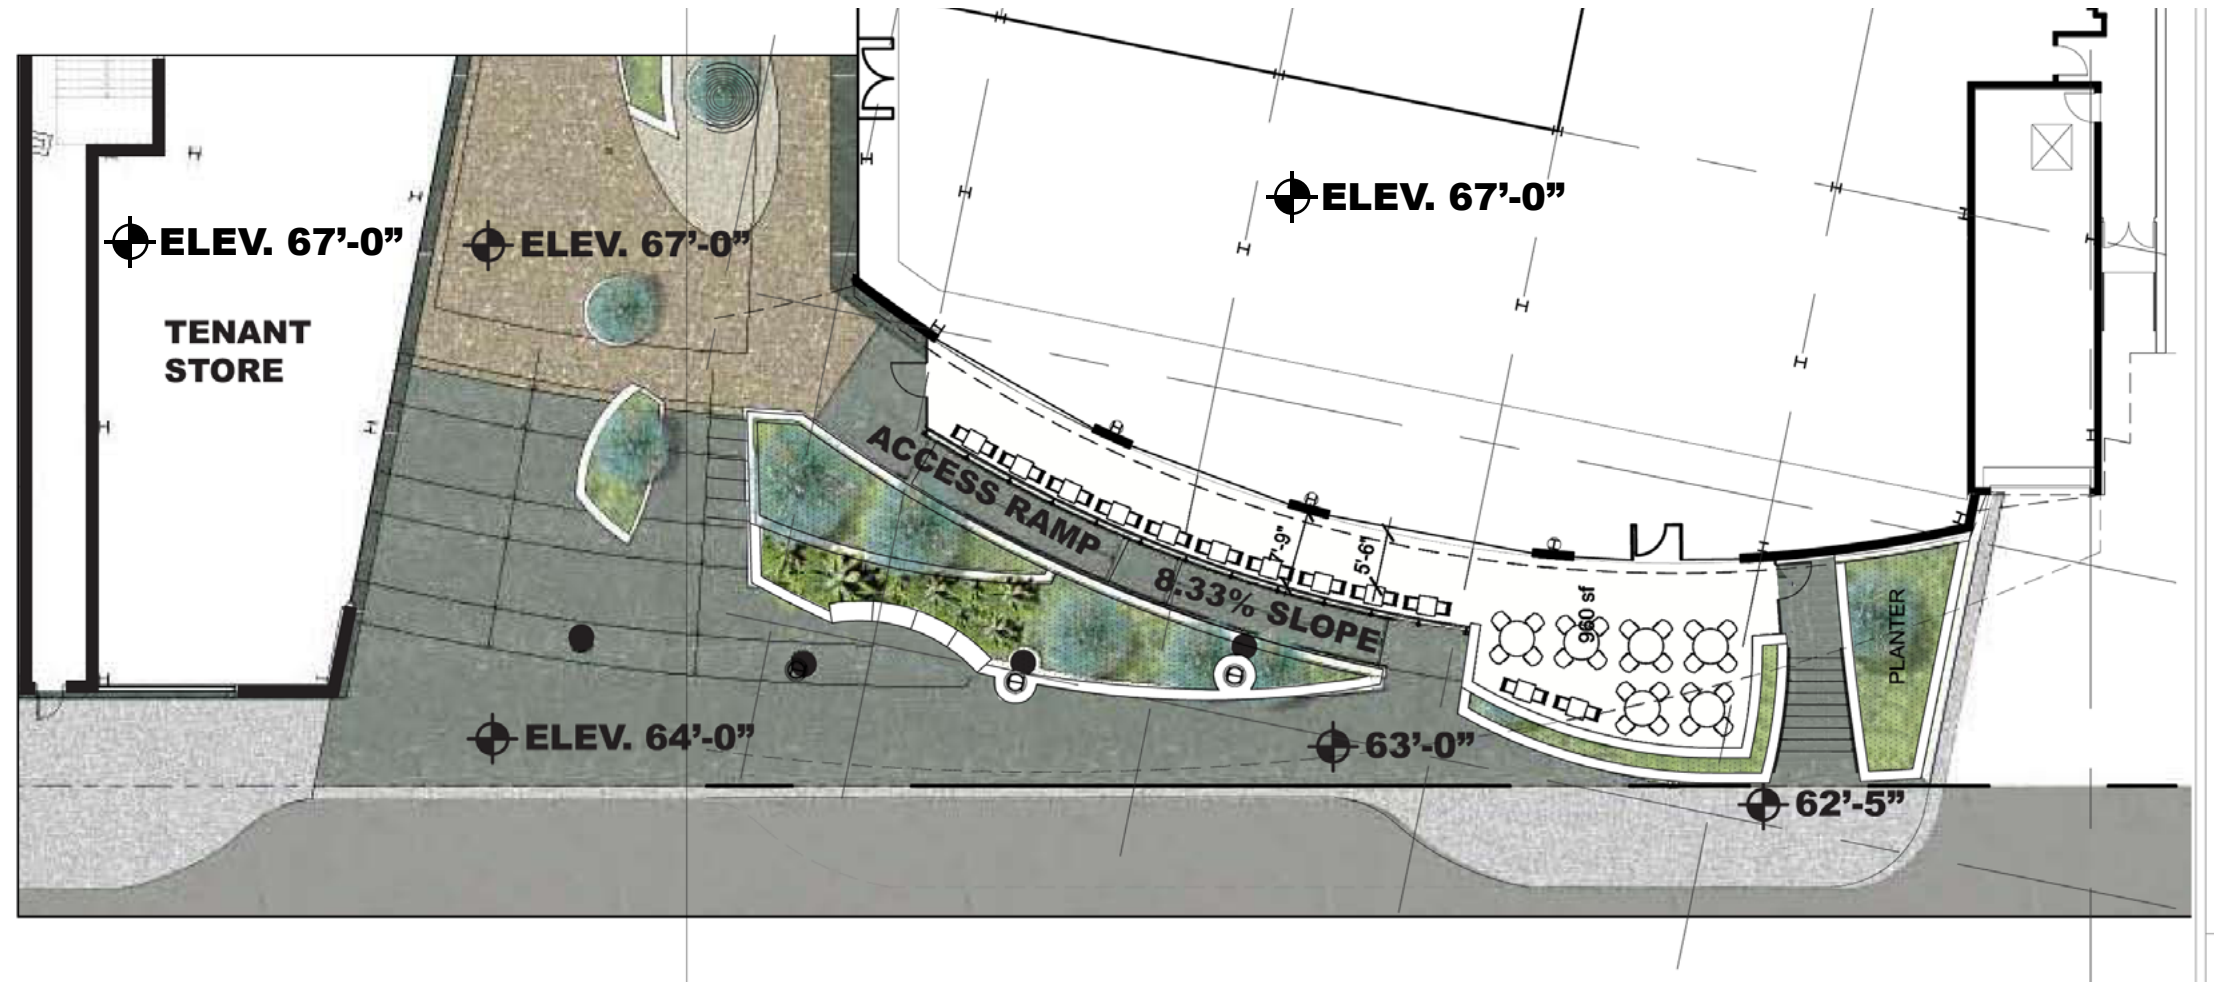 ELEV. 67’-0”
ELEV. 67’-0”
ELEV. 67’-0”
TENANT
STORE
ACCESS RAMP
8.33% SLOPE
7'-9"
5'-6"
960 sf
PLANTER
ELEV. 64’-0”
63’-0”
62’-5”